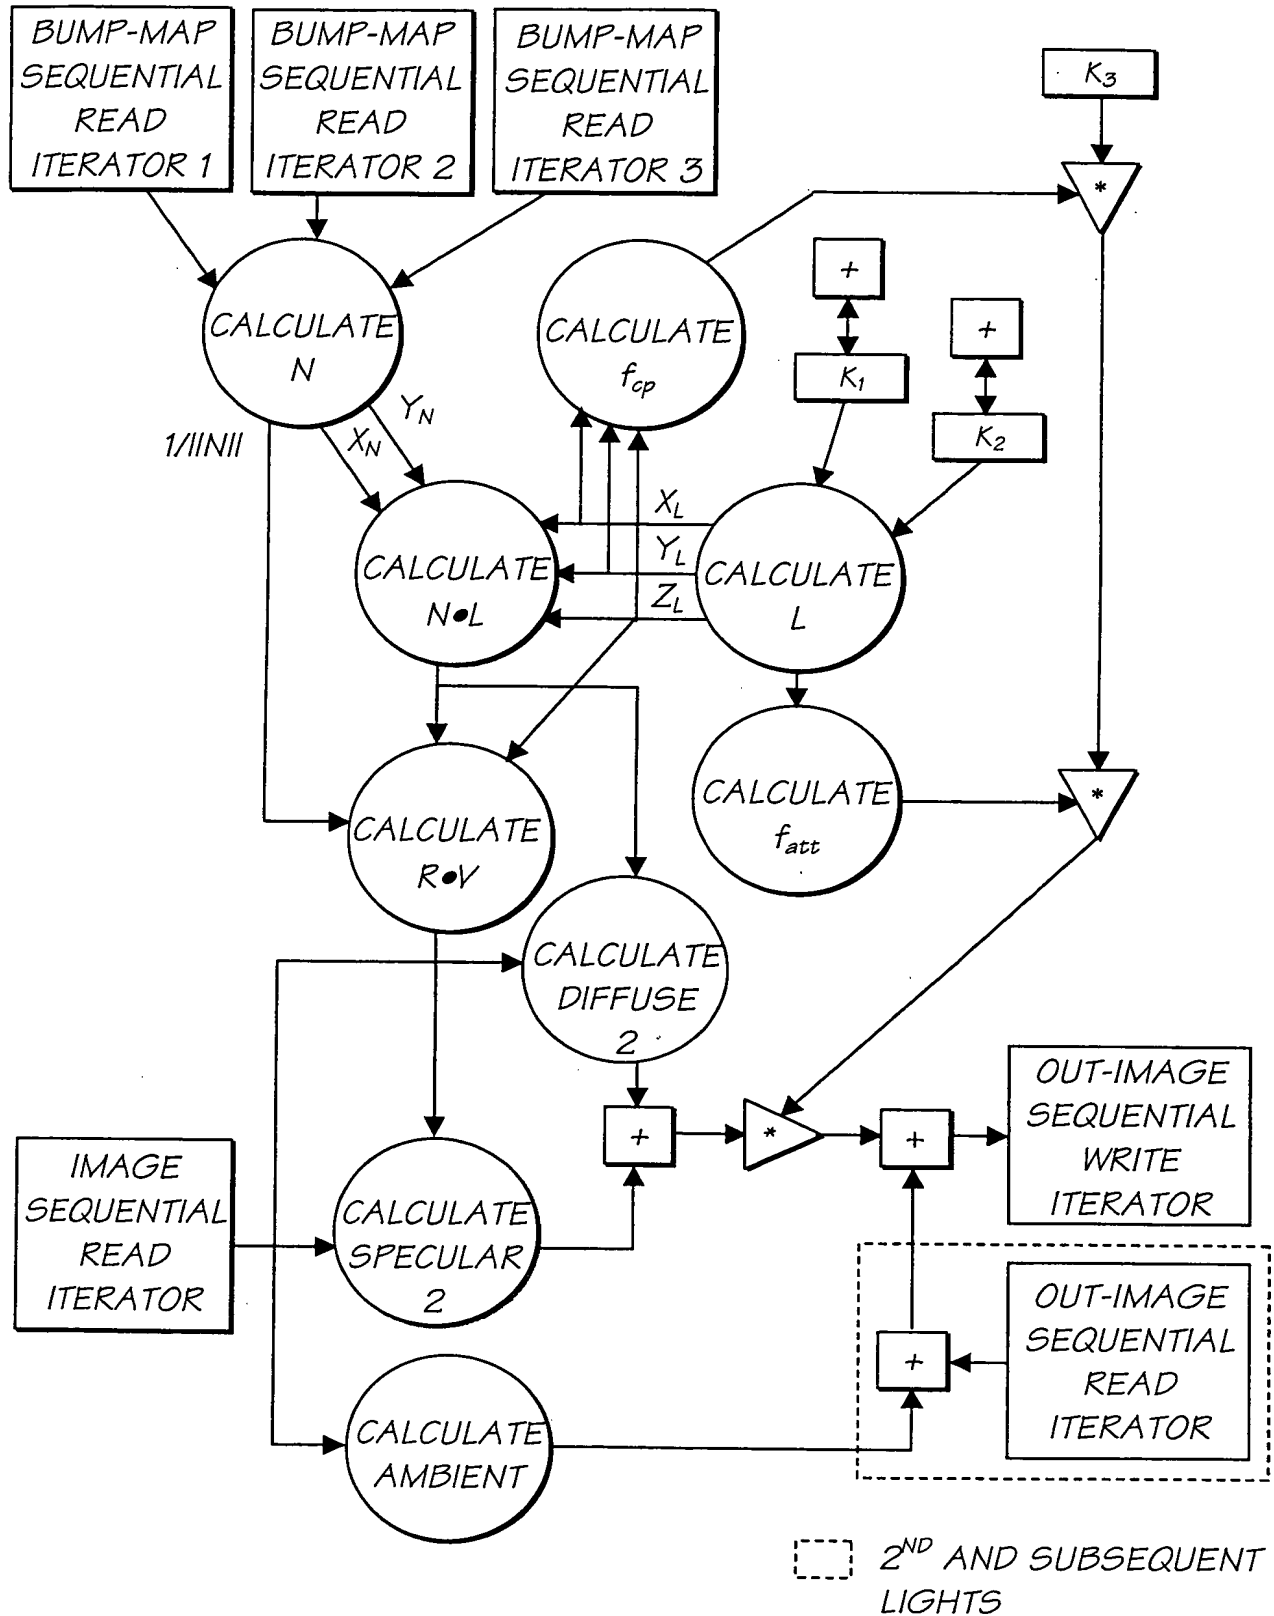 BUMP-MAP
SEQUENTIAL
READ
ITERATOR 1
BUMP-MAP
SEQUENTIAL
READ
ITERATOR 2
BUMP-MAP
SEQUENTIAL
READ
ITERATOR 3
K3
*
+
+
CALCULATE
N
CALCULATE
fcp
K1
K2
1/||N||
XN
YN
XL
YL
ZL
CALCULATE
N•L
CALCULATE
L
CALCULATE
R•V
CALCULATE
fatt
*
CALCULATE
DIFFUSE
2
+
*
+
OUT-IMAGE
SEQUENTIAL
WRITE
ITERATOR
IMAGE
SEQUENTIAL
READ
ITERATOR
CALCULATE
SPECULAR
2
+
OUT-IMAGE
SEQUENTIAL
READ
ITERATOR
CALCULATE
AMBIENT
2ND AND SUBSEQUENT
LIGHTS